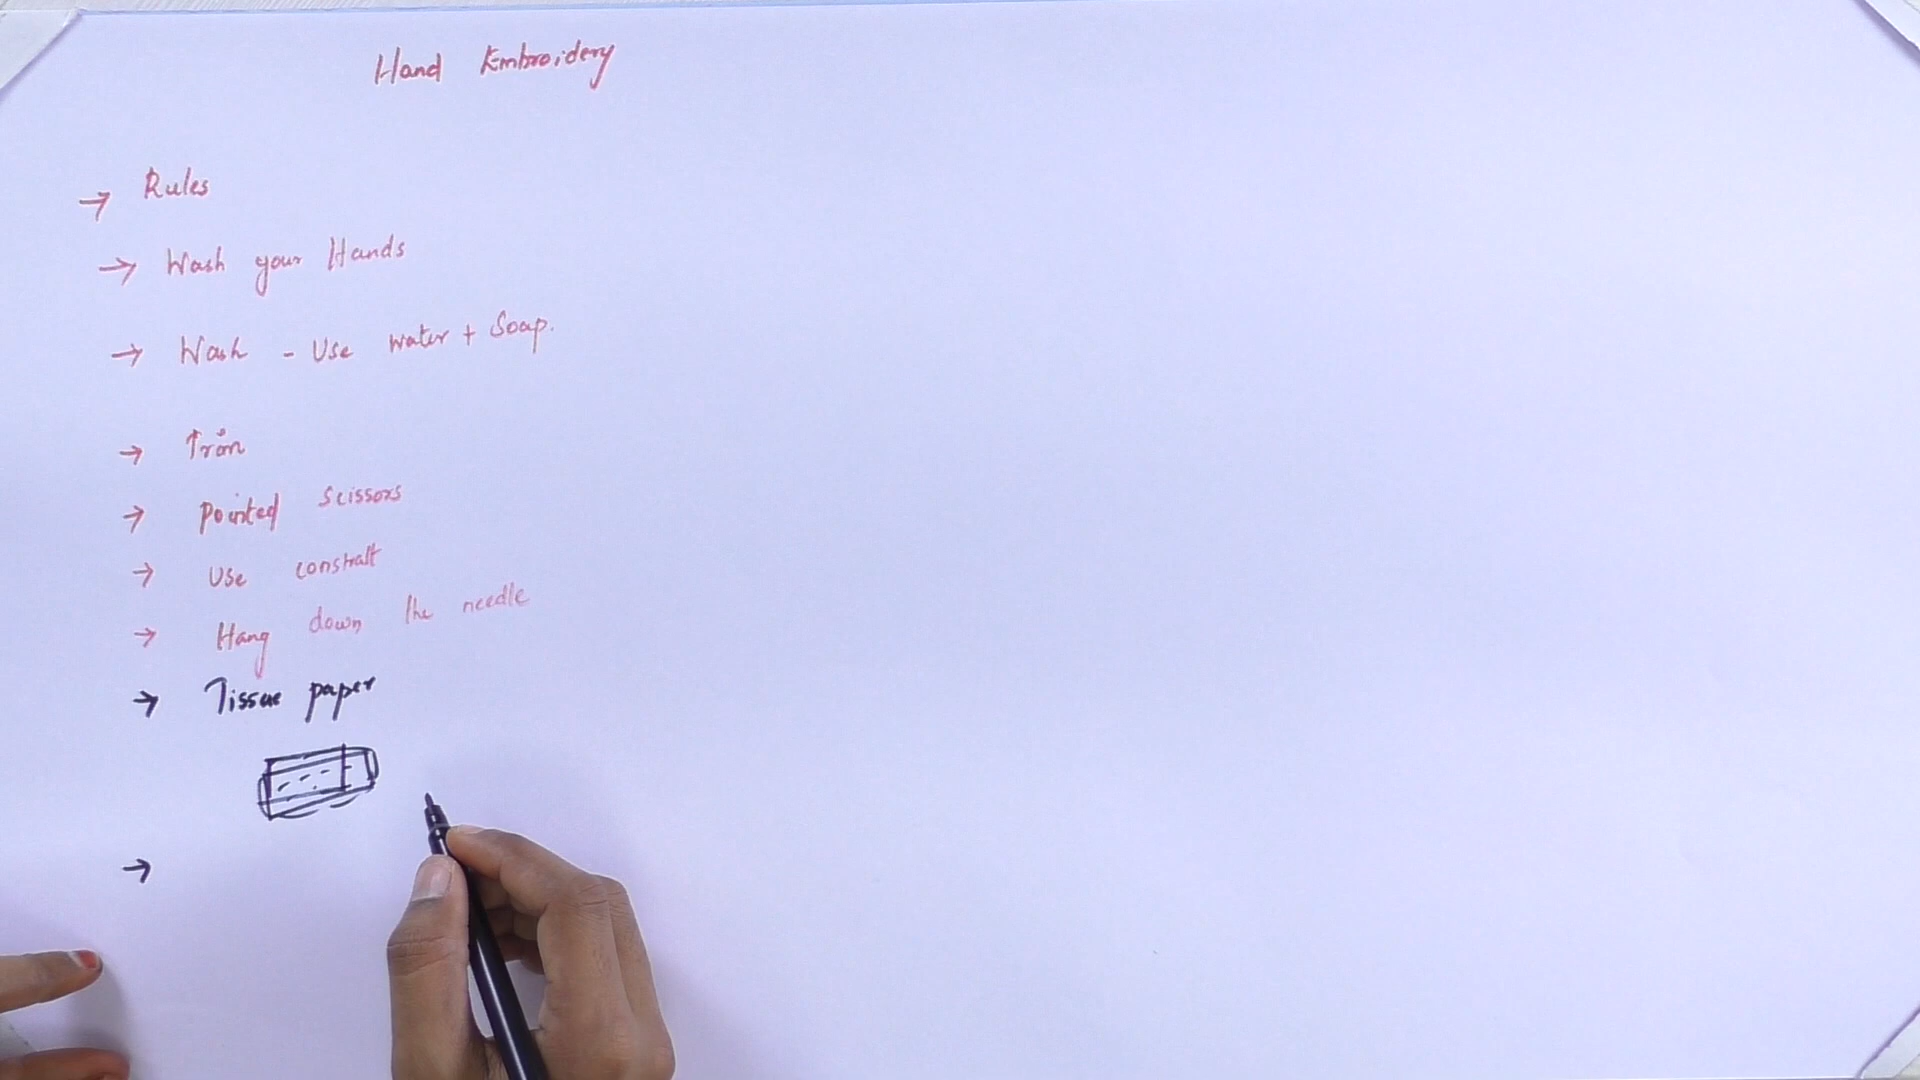 Hand Embroidery
→ Rules
→ Wash your Hands
→ Wash - Use water + Soap.
→ Iron
→ Pointed scissors
→ Use constratt
→ Hang down the needle
→ Tissue paper
→